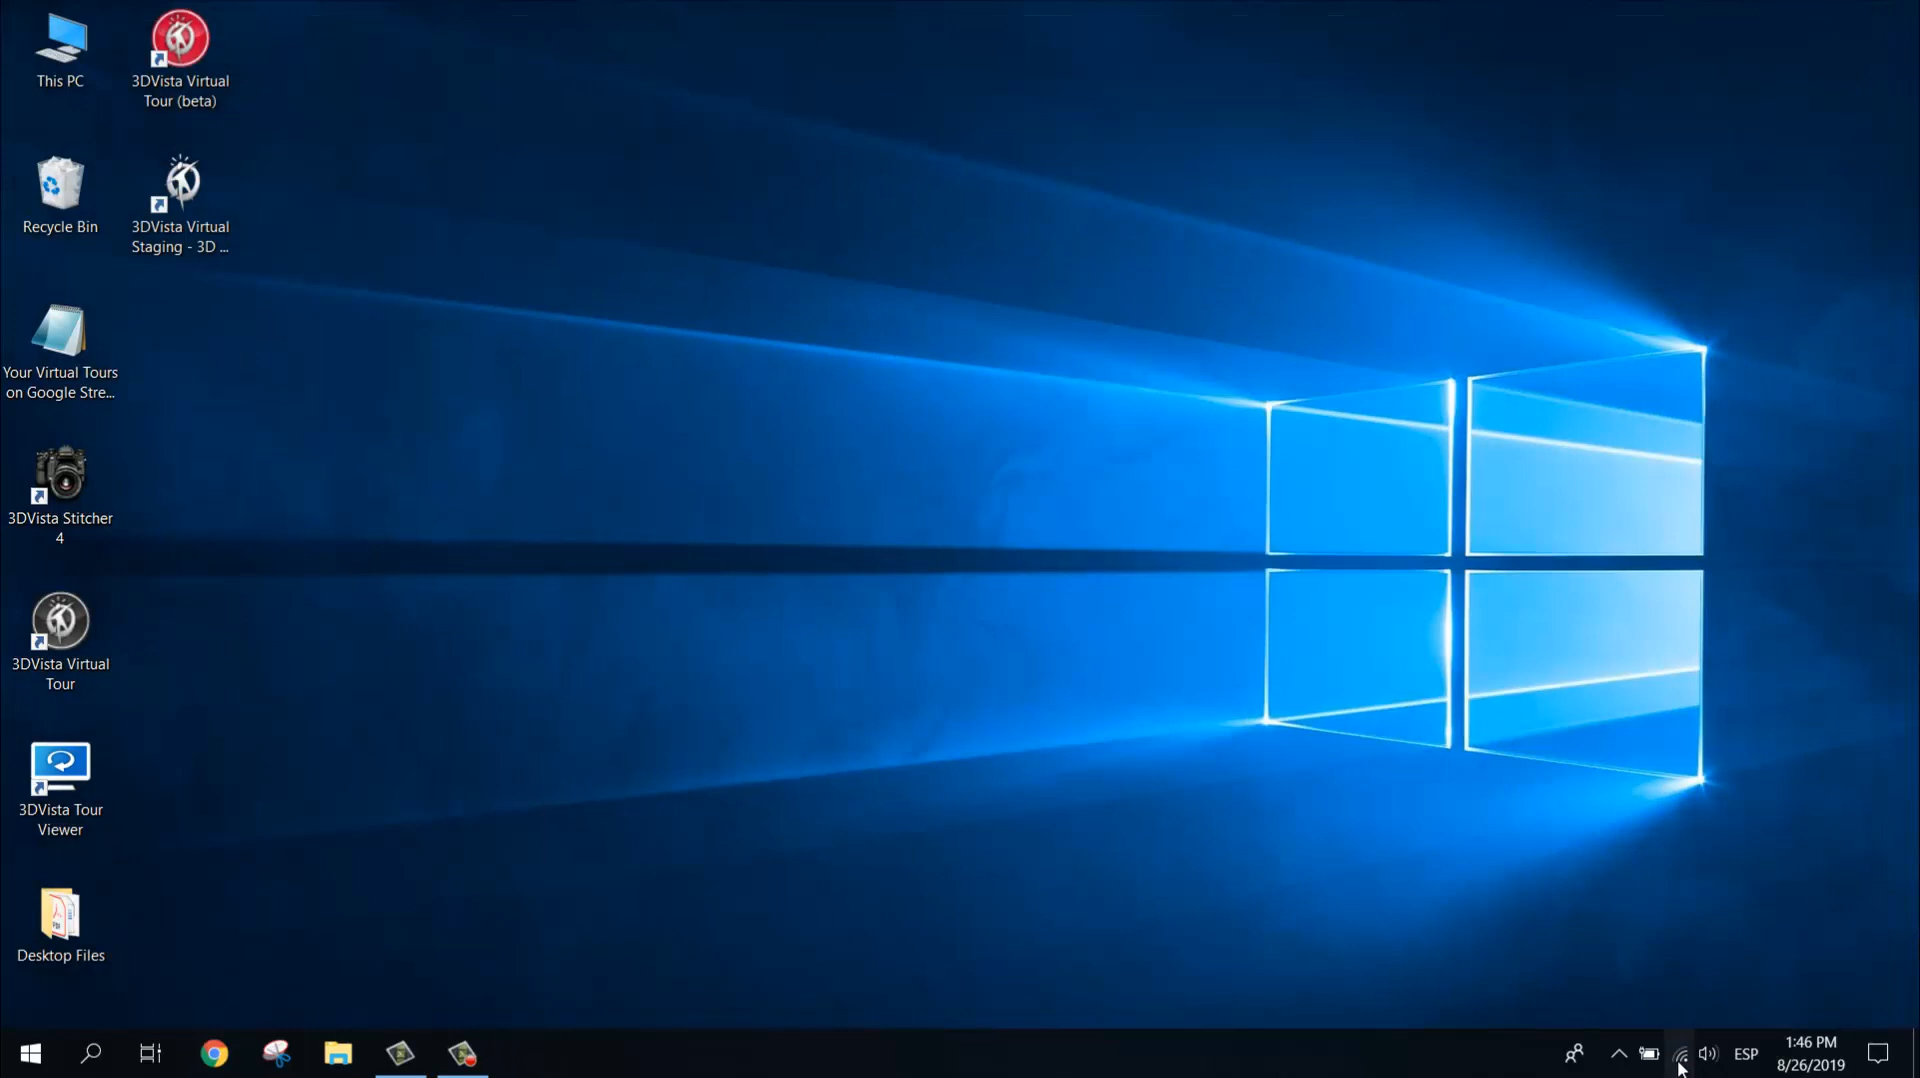 This PC
3DVista Virtual
Tour (beta)
Recycle Bin
3DVista Virtual
Staging - 3D ...
Your Virtual Tours
on Google Stre...
3DVista Stitcher
4
3DVista Virtual
Tour
3DVista Tour
Viewer
PDF
Desktop Files
ESP
1:46 PM
8/26/2019